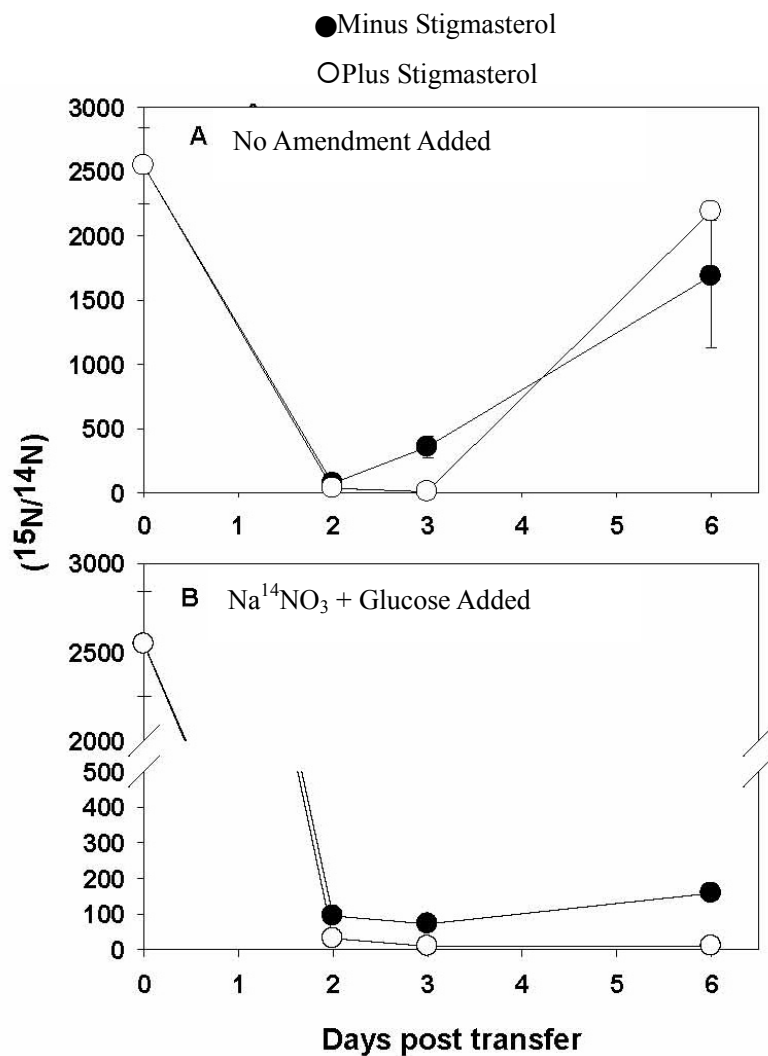 ●Minus Stigmasterol
○Plus Stigmasterol
A No Amendment Added
3000
2500
2000
1500
1000
500
0
0 1 2 3 4 5 6
(¹⁵N/¹⁴N)
B Na¹⁴NO₃ + Glucose Added
3000
2500
2000
500
400
300
200
100
0
0 1 2 3 4 5 6
Days post transfer